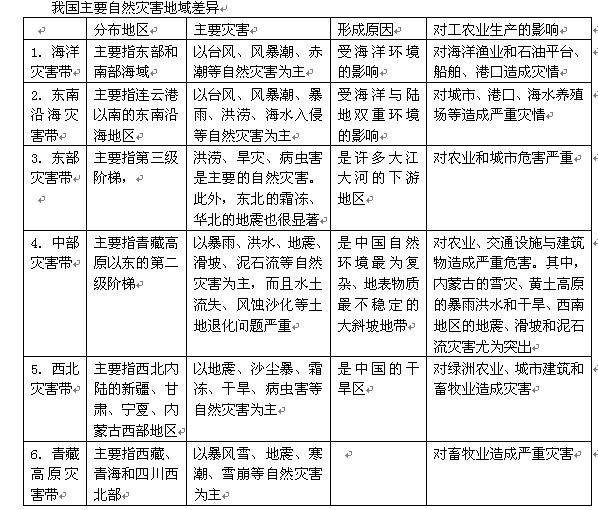 我国主要自然灾害地域差异
分布地区 主要灾害 形成原因 对工农业生产的影响
1. 海洋灾害带
主要指东部和南部海域
以台风、风暴潮、赤潮等自然灾害为主
受海洋环境的影响
对海洋渔业和石油平台、船舶、港口造成灾情
2. 东南沿海灾害带
主要指连云港以南的东南沿海地区
以台风、风暴潮、暴雨、洪涝、海水入侵等自然灾害为主
受海洋与陆地双重环境的影响
对城市、港口、海水养殖场等造成严重灾情
3. 东部灾害带
主要指第三级阶梯，
洪涝、旱灾、病虫害是主要的自然灾害。此外，东北的霜冻、华北的地震也很显著
是许多大江大河的下游地区
对农业和城市危害严重
4. 中部灾害带
主要指青藏高原以东的第二级阶梯
以暴雨、洪水、地震、滑坡、泥石流等自然灾害为主，而且水土流失、风蚀沙化等土地退化问题严重
是中国自然环境最为复杂、地表物质最不稳定的大斜坡地带
对农业、交通设施与建筑物造成严重危害。其中，内蒙古的雪灾、黄土高原的暴雨洪水和干旱、西南地区的地震、滑坡和泥石流灾害尤为突出
5. 西北灾害带
主要指西北内陆的新疆、甘肃、宁夏、内蒙古西部地区
以地震、沙尘暴、霜冻、干旱、病虫害等自然灾害为主
是中国的干旱区
对绿洲农业、城市建筑和畜牧业造成灾害
6. 青藏高原灾害带
主要指西藏、青海和四川西北部
以暴风雪、地震、寒潮、雪崩等自然灾害为主
对畜牧业造成严重灾害